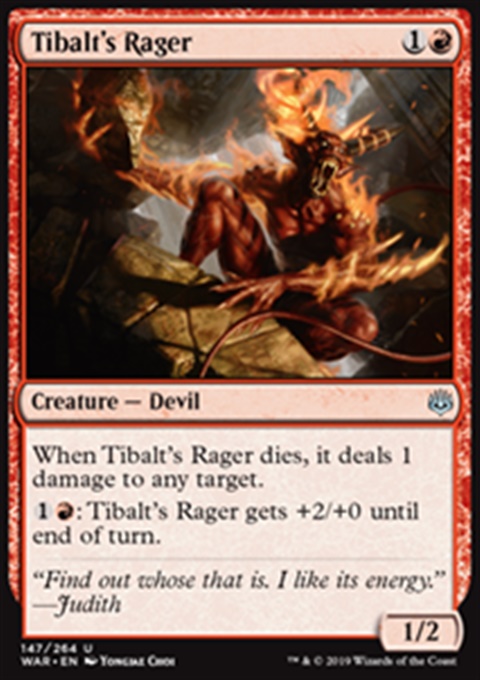 Tibalt's Rager 1
Creature — Devil
When Tibalt's Rager dies, it deals 1
damage to any target.
1 : Tibalt's Rager gets +2/+0 until
end of turn.
“Find out whose that is. I like its energy.”
—Judith
1/2
147/264 U
WAR • EN Yongjae Choi
™ & © 2019 Wizards of the Coast